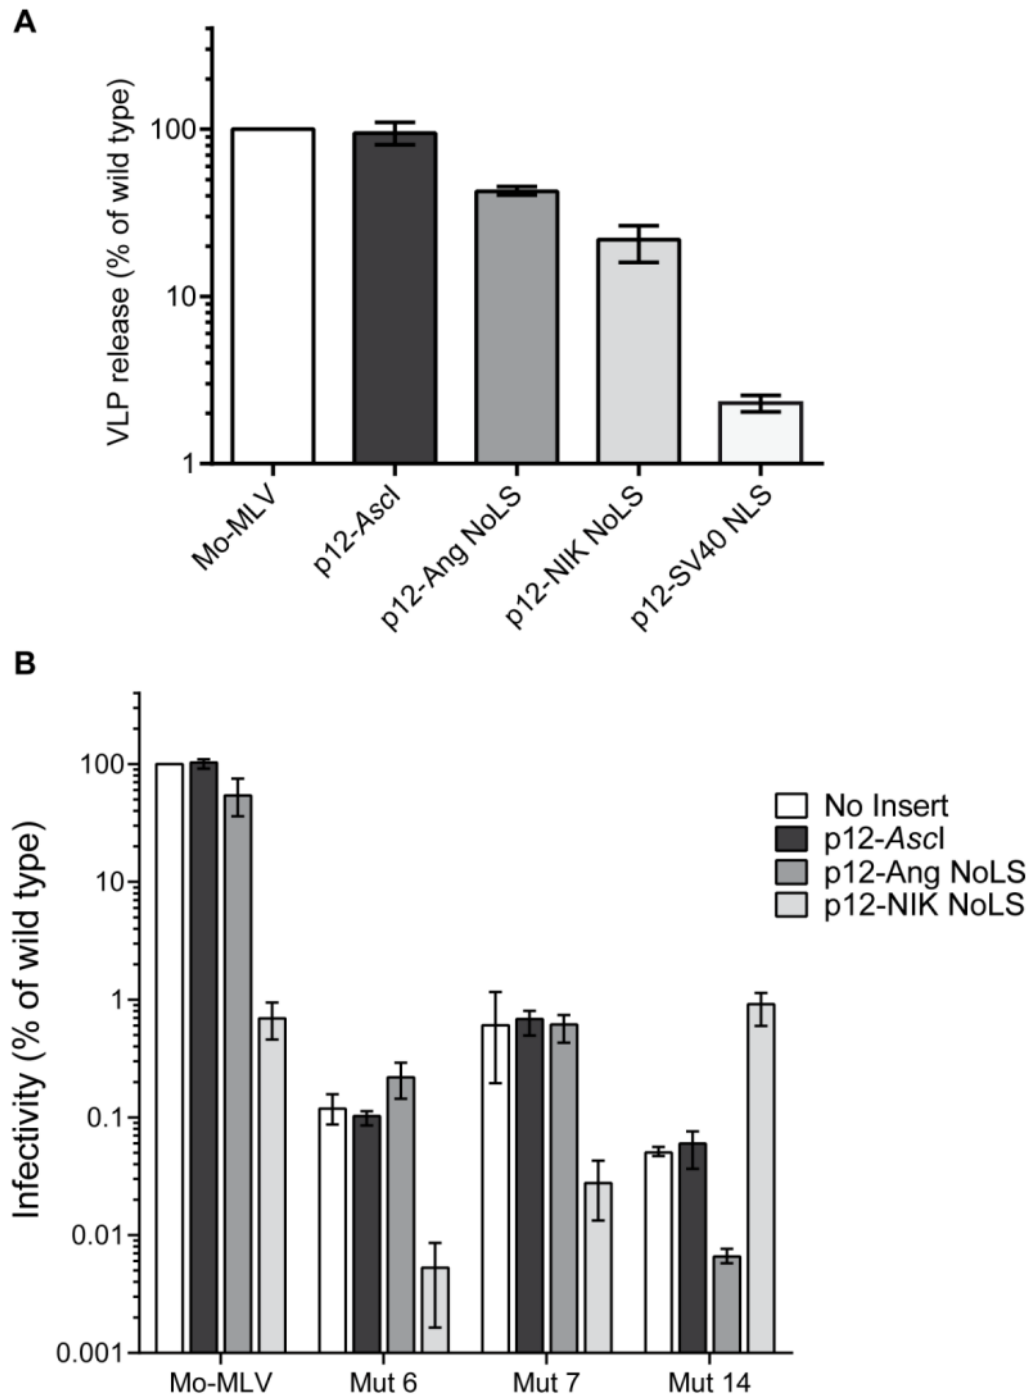 A
VLP release (% of wild type)
100
10
1
Mo-MLV
p12-AscI
p12-Ang NoLS
p12-NIK NoLS
p12-SV40 NLS
B
Infectivity (% of wild type)
100
10
1
0.1
0.01
0.001
Mo-MLV
Mut 6
Mut 7
Mut 14
No Insert
p12-AscI
p12-Ang NoLS
p12-NIK NoLS